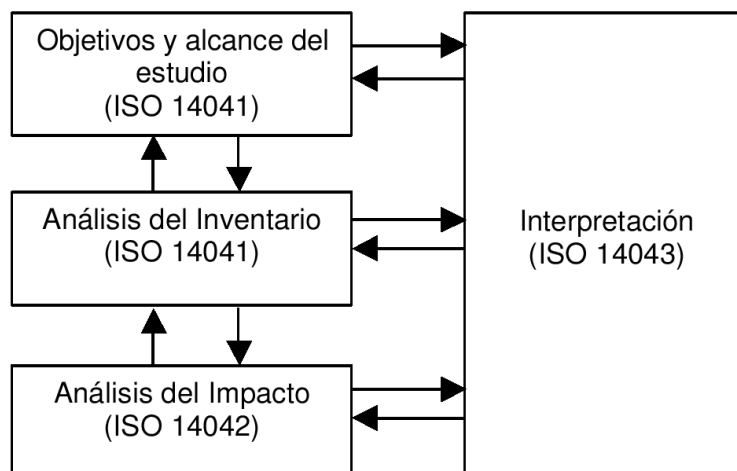 Objetivos y alcance del
estudio
(ISO 14041)
Análisis del Inventario
(ISO 14041)
Análisis del Impacto
(ISO 14042)
Interpretación
(ISO 14043)